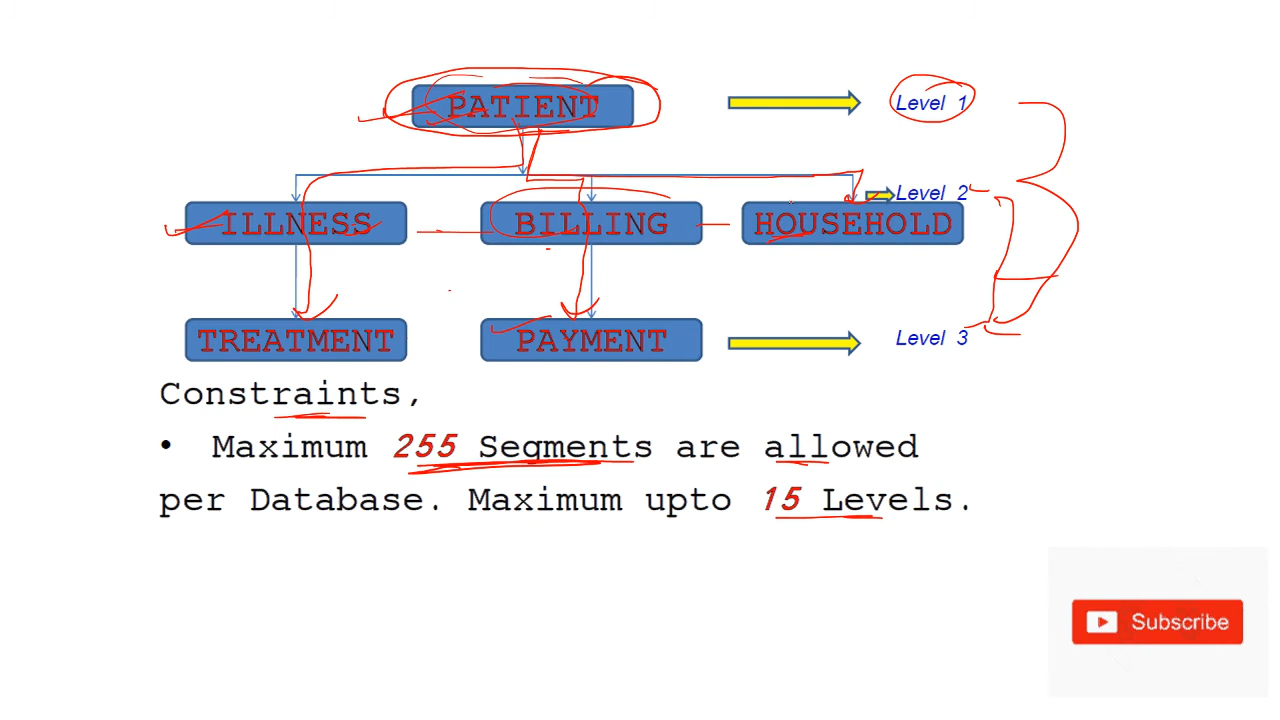 PATIENT Level 1
Level 2
ILLNESS BILLING HOUSEHOLD
TREATMENT PAYMENT Level 3
Constraints,
• Maximum 255 Segments are allowed
per Database. Maximum upto 15 Levels.
Subscribe